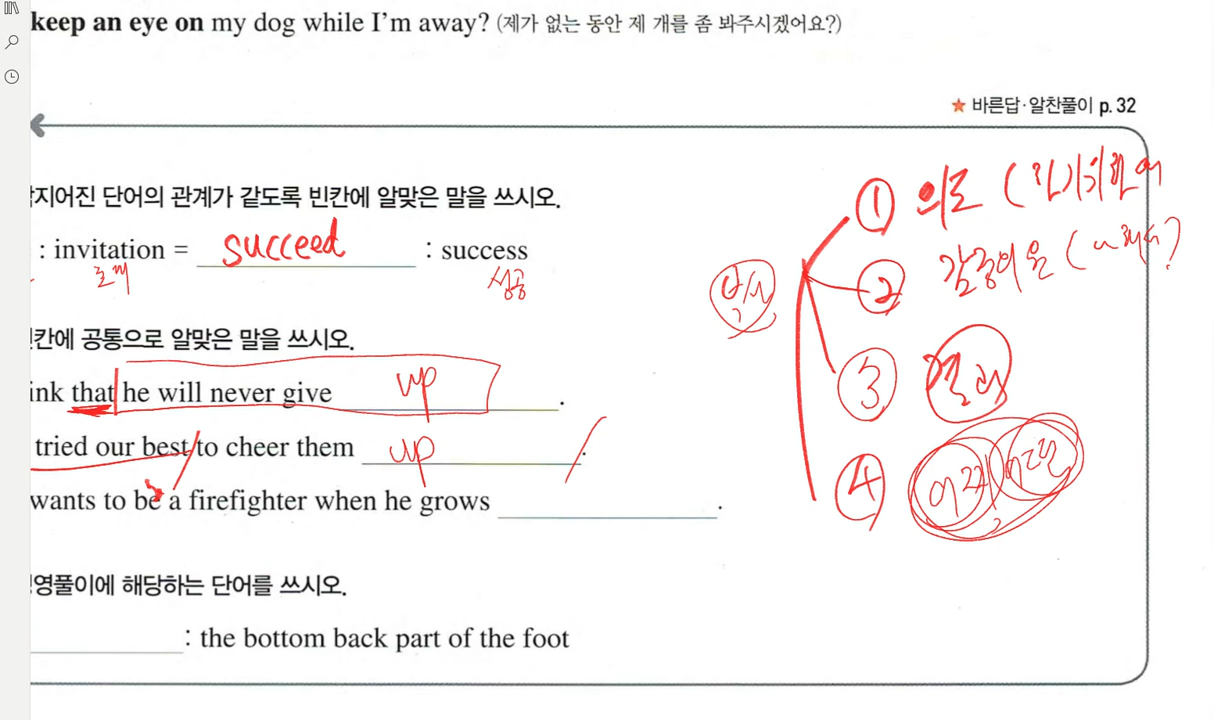 keep an eye on my dog while I'm away? (제가 없는 동안 제 개를 좀 봐주시겠어요?)
★ 바른답·알찬풀이 p. 32
지어진 단어의 관계가 같도록 빈칸에 알맞은 말을 쓰시오.
: invitation = succeed : success
초대 성공
칸에 공통으로 알맞은 말을 쓰시오.
ink that he will never give up .
tried our best to cheer them up .
wants to be a firefighter when he grows .
영풀이에 해당하는 단어를 쓰시오.
: the bottom back part of the foot
① 의도
②
③
④